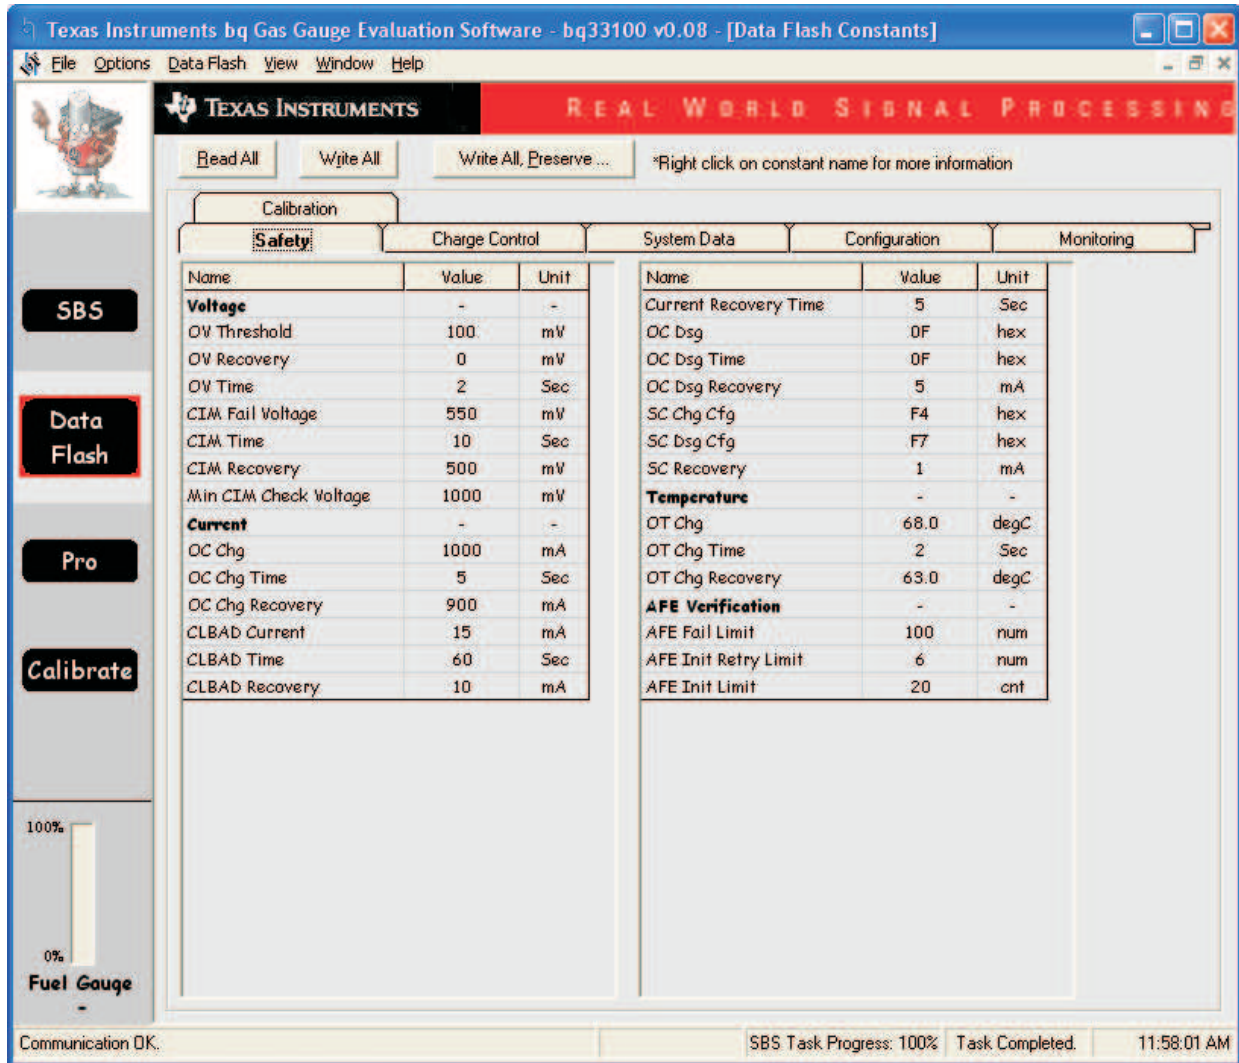 Texas Instruments bq Gas Gauge Evaluation Software - bq33100 v0.08 - [Data Flash Constants]
File Options Data Flash View Window Help
TEXAS INSTRUMENTS REAL WORLD SIGNAL PROCESSING
Read All Write All Write All, Preserve ... *Right click on constant name for more information
Calibration
Safety Charge Control System Data Configuration Monitoring
SBS
Data
Flash
Pro
Calibrate
100%
0%
Fuel Gauge
-
Name Value Unit
Voltage - -
OV Threshold 100 mV
OV Recovery 0 mV
OV Time 2 Sec
CIM Fail Voltage 550 mV
CIM Time 10 Sec
CIM Recovery 500 mV
Min CIM Check Voltage 1000 mV
Current - -
OC Chg 1000 mA
OC Chg Time 5 Sec
OC Chg Recovery 900 mA
CLBAD Current 15 mA
CLBAD Time 60 Sec
CLBAD Recovery 10 mA
Name Value Unit
Current Recovery Time 5 Sec
OC Dsg 0F hex
OC Dsg Time 0F hex
OC Dsg Recovery 5 mA
SC Chg Cfg F4 hex
SC Dsg Cfg F7 hex
SC Recovery 1 mA
Temperature - -
OT Chg 68.0 degC
OT Chg Time 2 Sec
OT Chg Recovery 63.0 degC
AFE Verification - -
AFE Fail Limit 100 num
AFE Init Retry Limit 6 num
AFE Init Limit 20 cnt
Communication OK. SBS Task Progress: 100% Task Completed. 11:58:01 AM